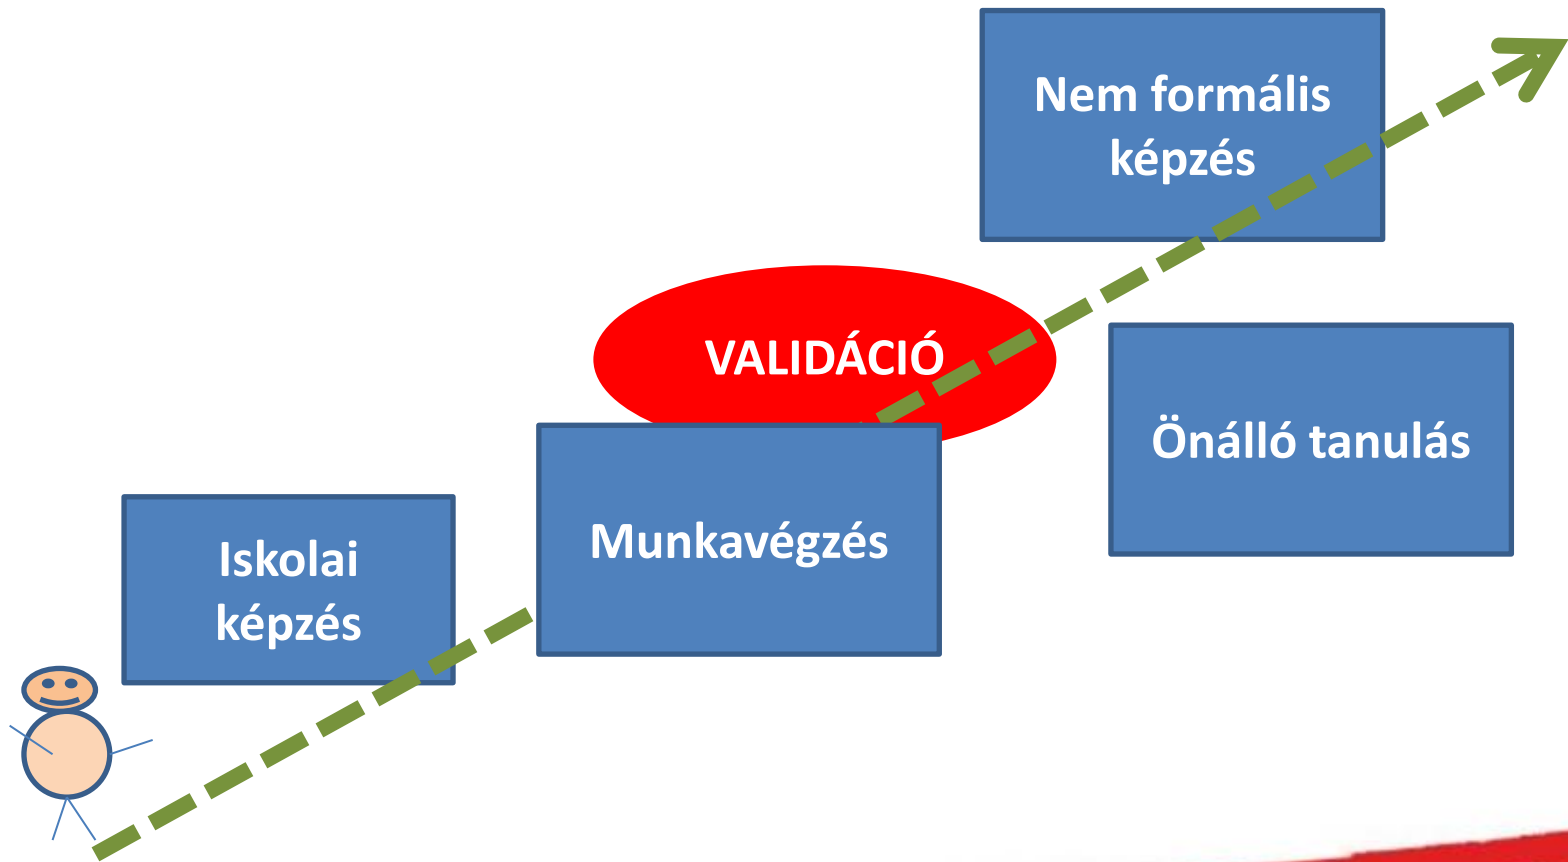 Nem formális
képzés
VALIDÁCIÓ
Önálló tanulás
Munkavégzés
Iskolai
képzés